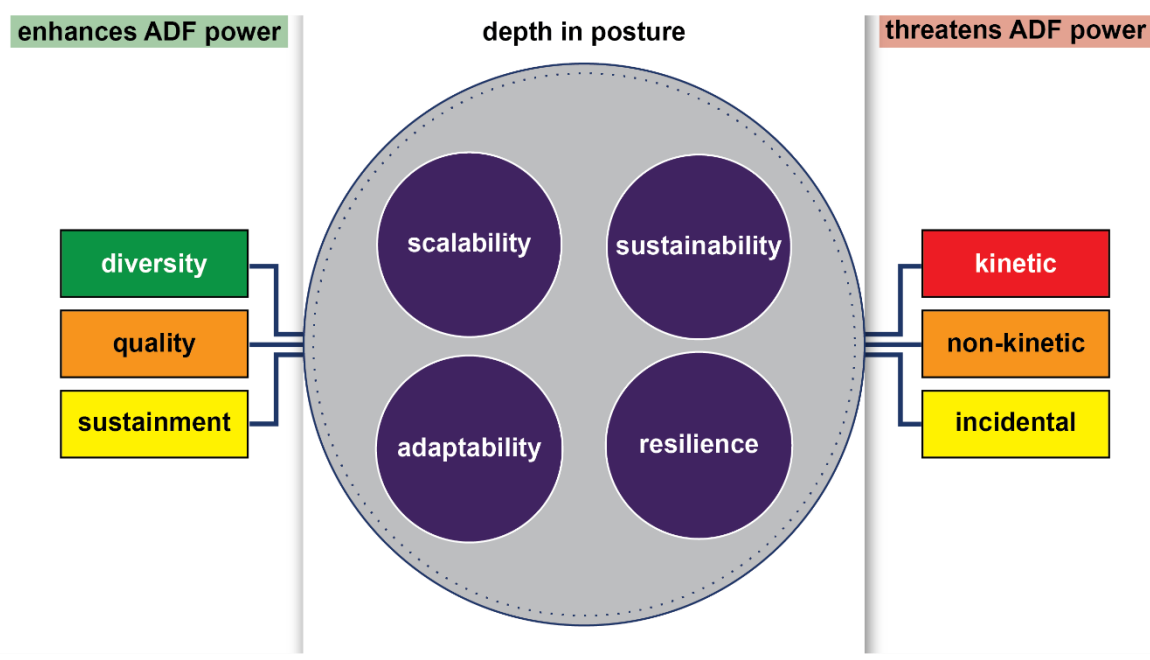 enhances ADF power
depth in posture
threatens ADF power
diversity
quality
sustainment
scalability
sustainability
adaptability
resilience
kinetic
non-kinetic
incidental